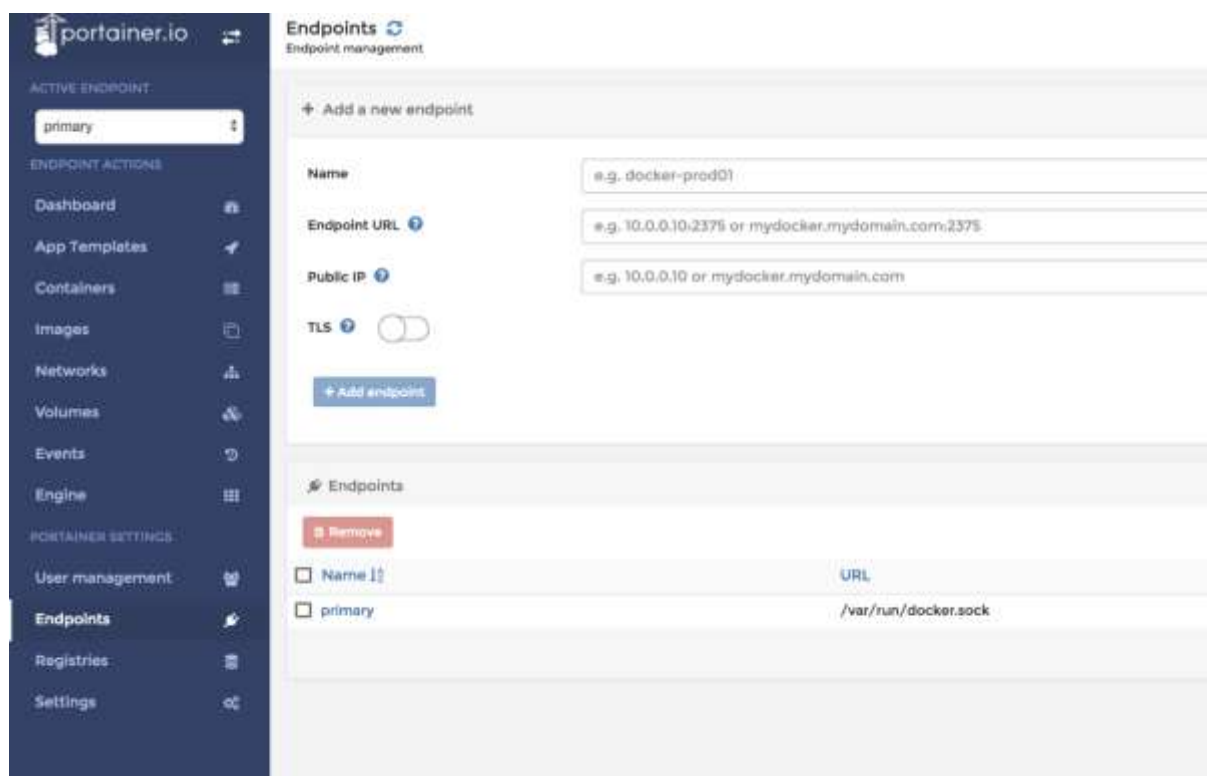 portainer.io
ACTIVE ENDPOINT
primary
ENDPOINT ACTIONS
Dashboard
App Templates
Containers
Images
Networks
Volumes
Events
Engine
PORTAINER SETTINGS
User management
Endpoints
Registries
Settings
Endpoints
Endpoint management
+ Add a new endpoint
Name
e.g. docker-prod01
Endpoint URL
e.g. 10.0.0.10:2375 or mydocker.mydomain.com:2375
Public IP
e.g. 10.0.0.10 or mydocker.mydomain.com
TLS
+ Add endpoint
Endpoints
Remove
Name
URL
primary
/var/run/docker.sock